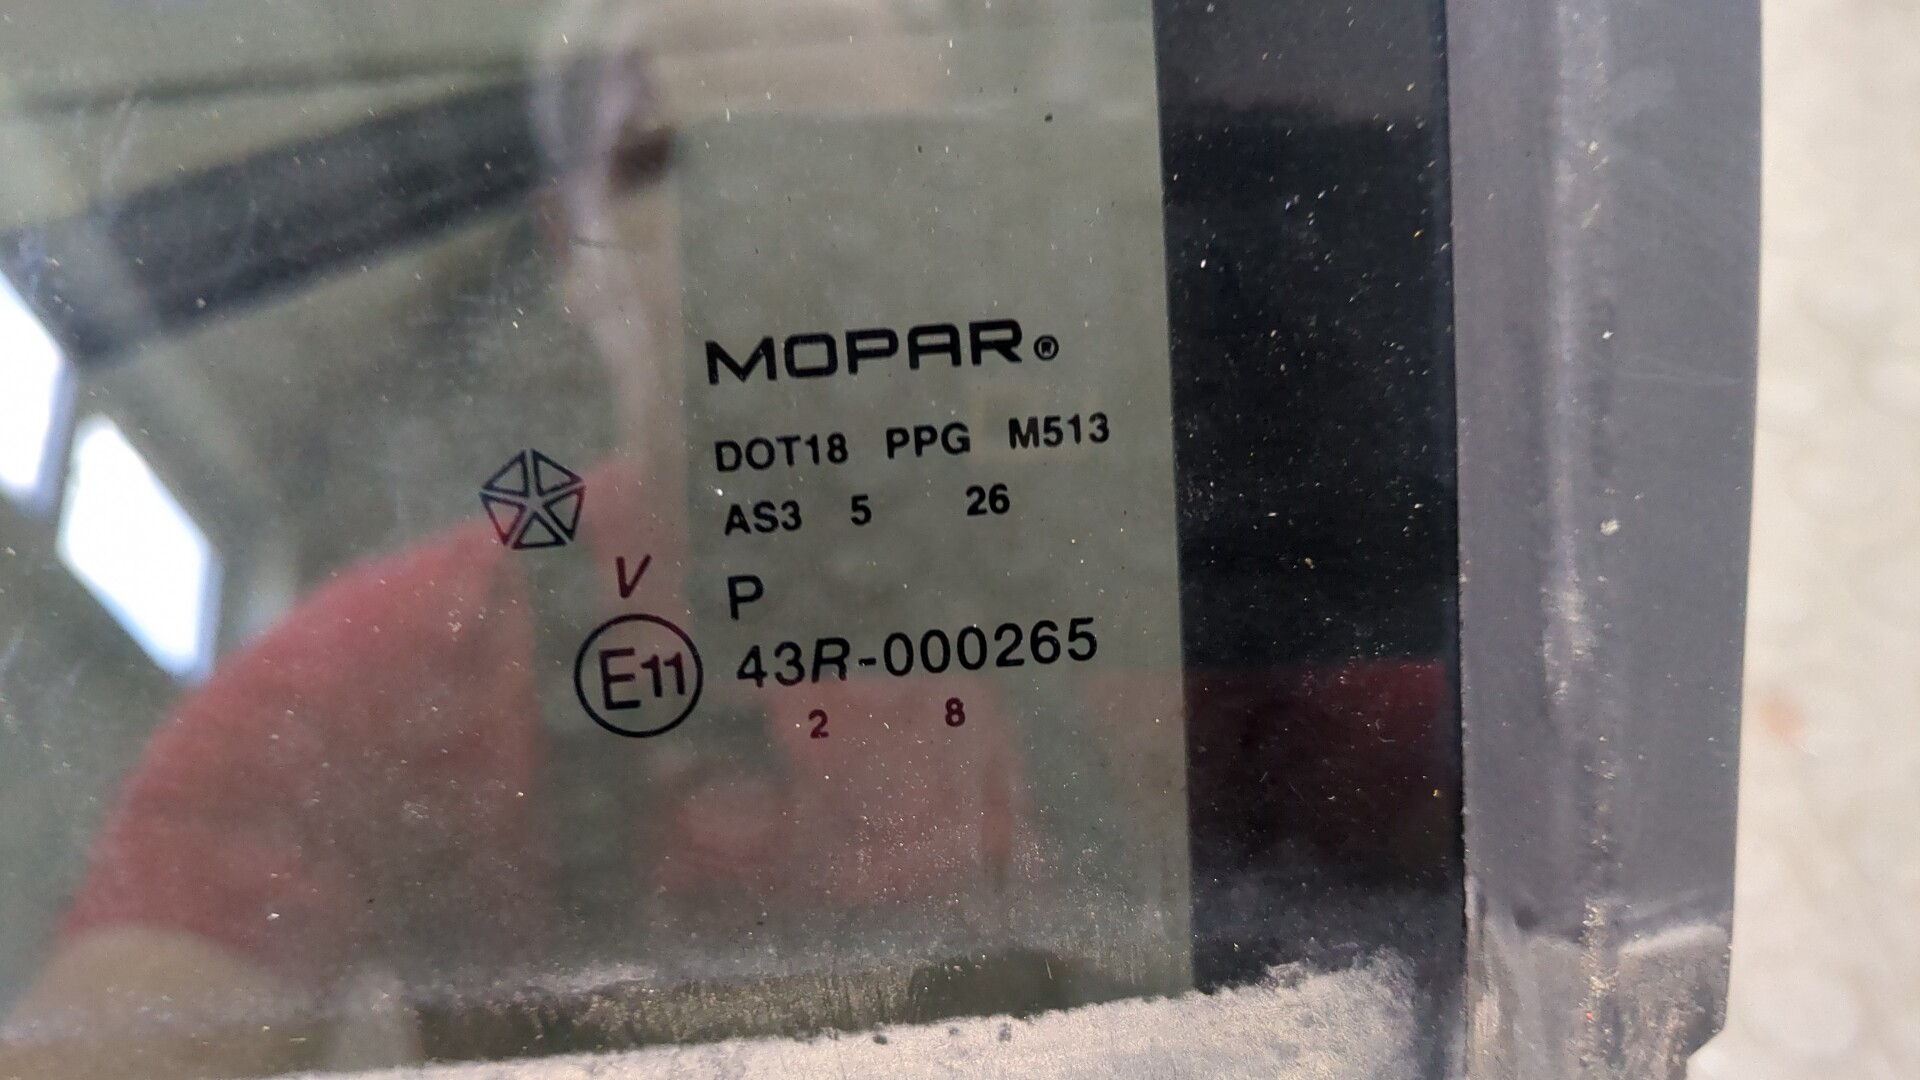 MOPAR®
DOT18 PPG M513
AS3 5 26
V P
E11 43R-000265
2 8